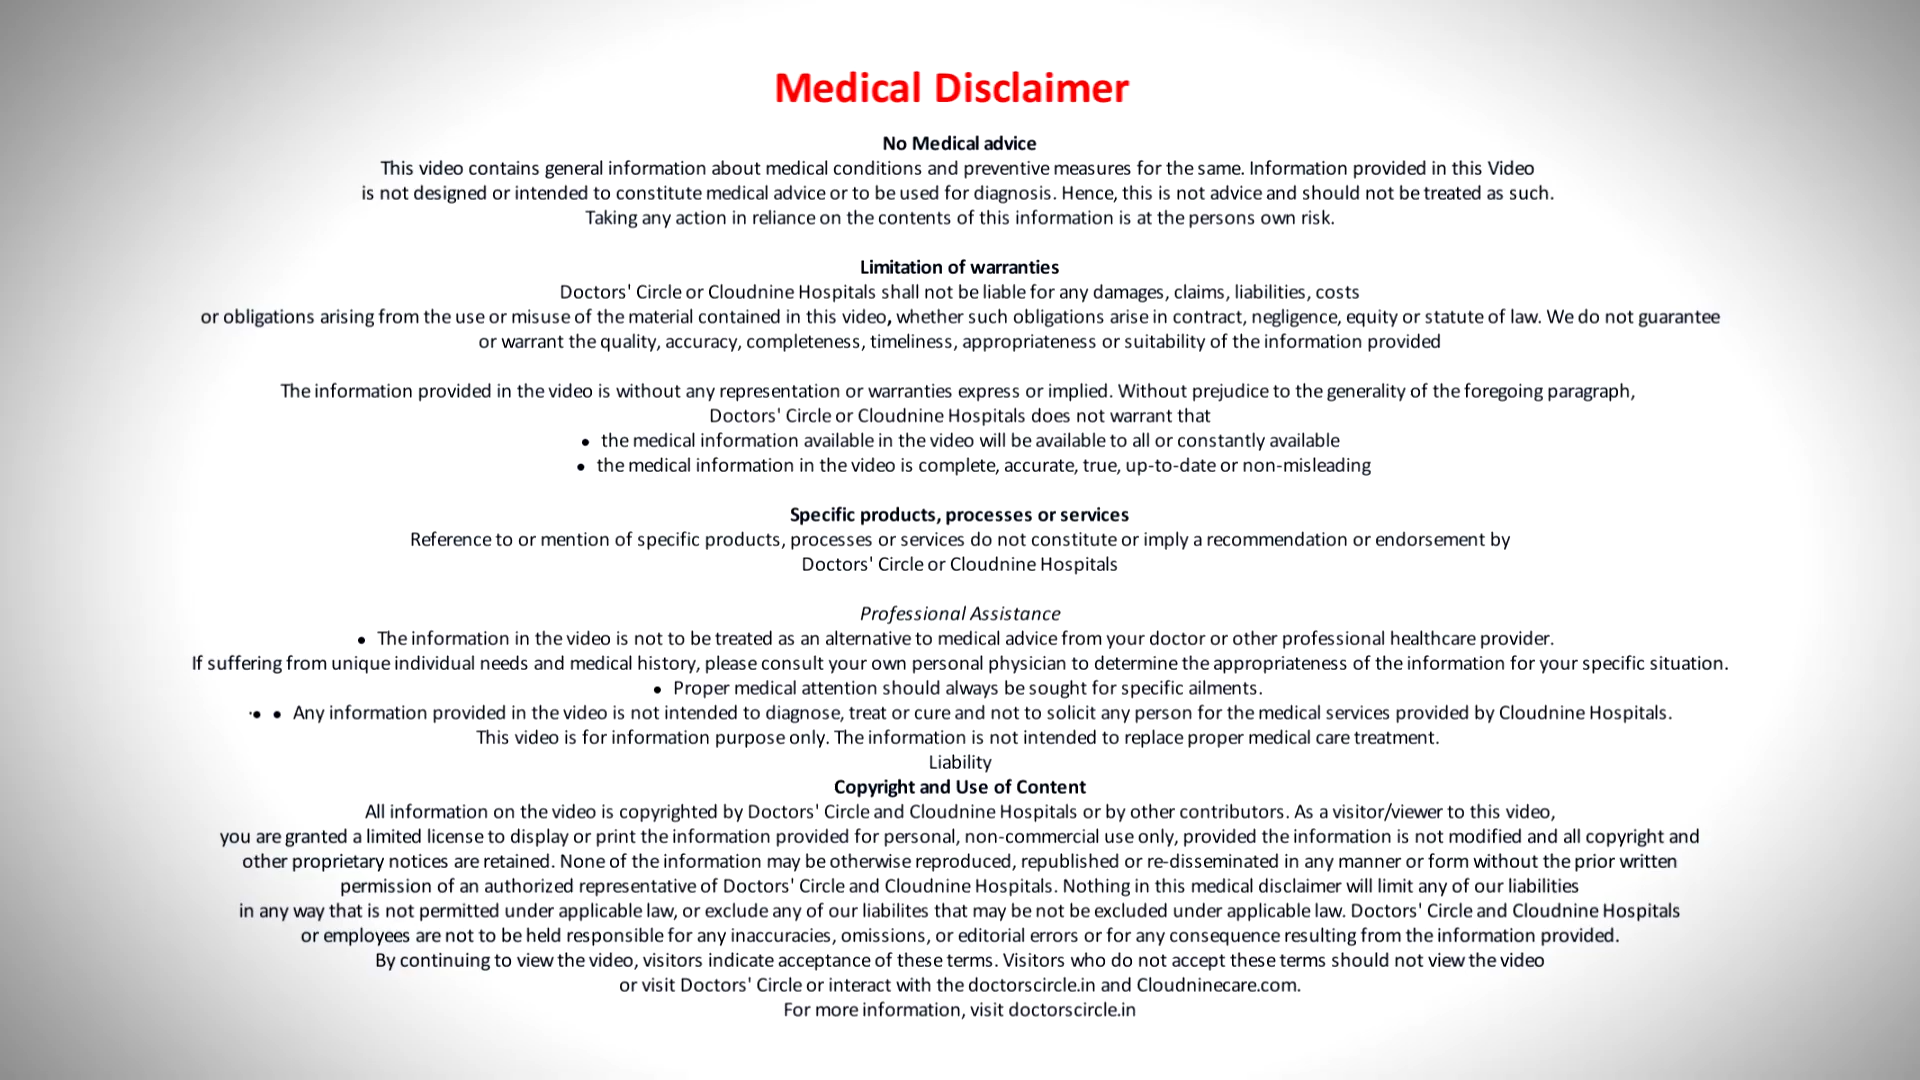 Medical Disclaimer
No Medical advice
This video contains general information about medical conditions and preventive measures for the same. Information provided in this Video
is not designed or intended to constitute medical advice or to be used for diagnosis. Hence, this is not advice and should not be treated as such.
Taking any action in reliance on the contents of this information is at the persons own risk.
Limitation of warranties
Doctors' Circle or Cloudnine Hospitals shall not be liable for any damages, claims, liabilities, costs
or obligations arising from the use or misuse of the material contained in this video, whether such obligations arise in contract, negligence, equity or statute of law. We do not guarantee
or warrant the quality, accuracy, completeness, timeliness, appropriateness or suitability of the information provided
The information provided in the video is without any representation or warranties express or implied. Without prejudice to the generality of the foregoing paragraph,
Doctors' Circle or Cloudnine Hospitals does not warrant that
• the medical information available in the video will be available to all or constantly available
• the medical information in the video is complete, accurate, true, up-to-date or non-misleading
Specific products, processes or services
Reference to or mention of specific products, processes or services do not constitute or imply a recommendation or endorsement by
Doctors' Circle or Cloudnine Hospitals
Professional Assistance
• The information in the video is not to be treated as an alternative to medical advice from your doctor or other professional healthcare provider.
If suffering from unique individual needs and medical history, please consult your own personal physician to determine the appropriateness of the information for your specific situation.
• Proper medical attention should always be sought for specific ailments.
·• • Any information provided in the video is not intended to diagnose, treat or cure and not to solicit any person for the medical services provided by Cloudnine Hospitals.
This video is for information purpose only. The information is not intended to replace proper medical care treatment.
Liability
Copyright and Use of Content
All information on the video is copyrighted by Doctors' Circle and Cloudnine Hospitals or by other contributors. As a visitor/viewer to this video,
you are granted a limited license to display or print the information provided for personal, non-commercial use only, provided the information is not modified and all copyright and
other proprietary notices are retained. None of the information may be otherwise reproduced, republished or re-disseminated in any manner or form without the prior written
permission of an authorized representative of Doctors' Circle and Cloudnine Hospitals. Nothing in this medical disclaimer will limit any of our liabilities
in any way that is not permitted under applicable law, or exclude any of our liabilites that may be not be excluded under applicable law. Doctors' Circle and Cloudnine Hospitals
or employees are not to be held responsible for any inaccuracies, omissions, or editorial errors or for any consequence resulting from the information provided.
By continuing to view the video, visitors indicate acceptance of these terms. Visitors who do not accept these terms should not view the video
or visit Doctors' Circle or interact with the doctorscircle.in and Cloudninecare.com.
For more information, visit doctorscircle.in